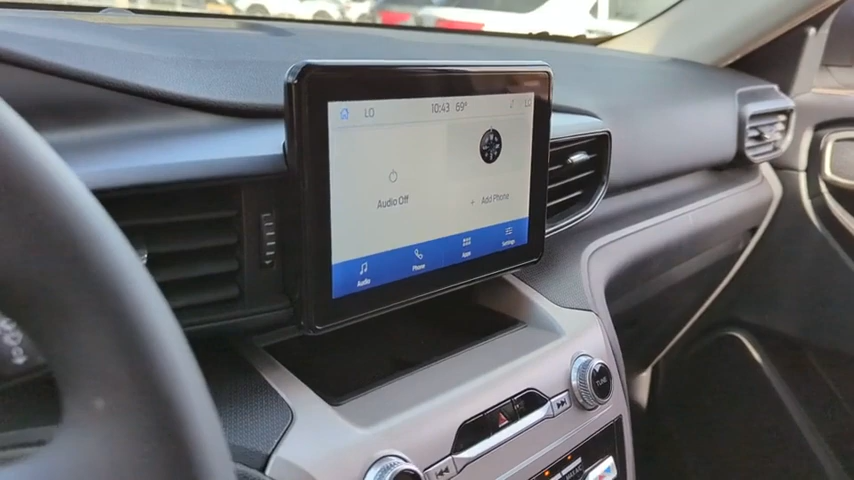 LO 10:43 69° LO
Audio Off
+ Add Phone
Audio Phone Apps Settings
TUNE